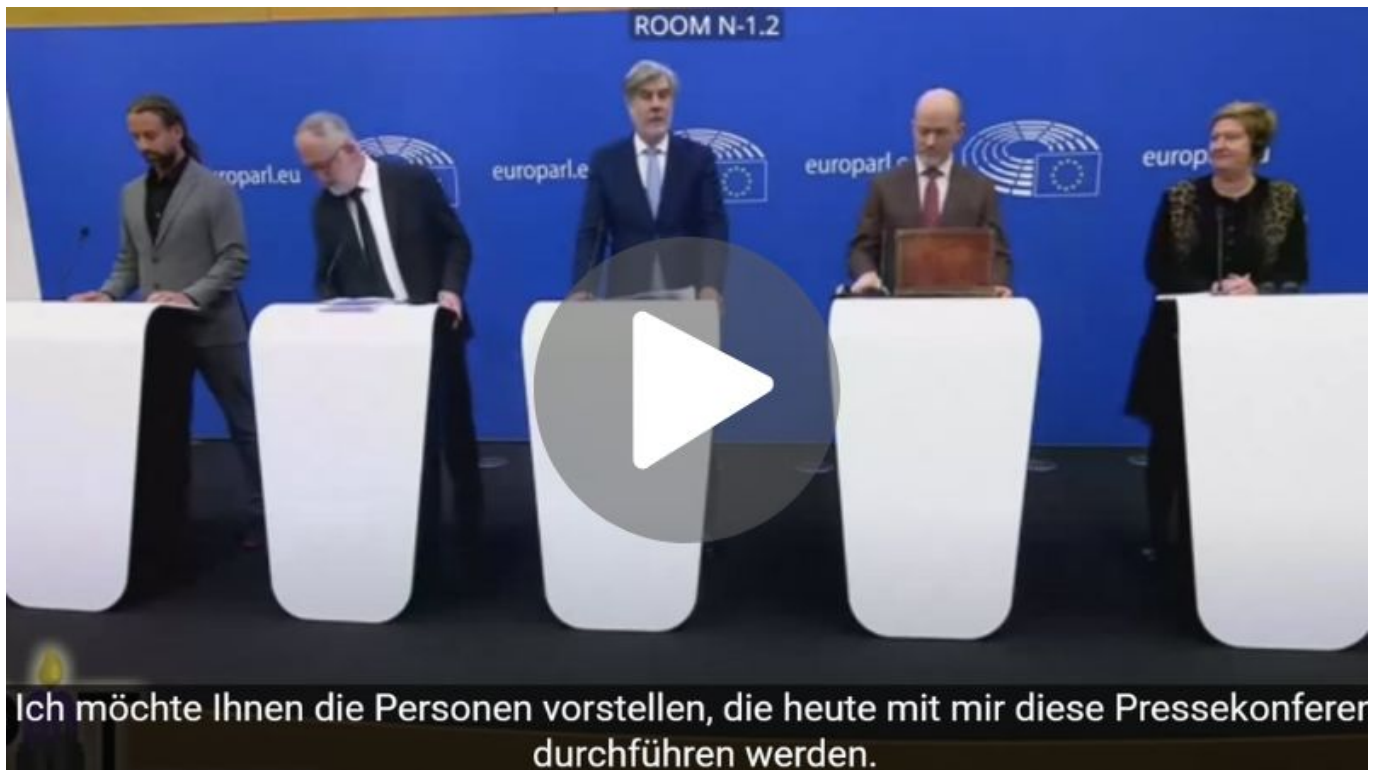 ROOM N-1.2
europarl.eu
europarl.e
europarl.e
europ
Ich möchte Ihnen die Personen vorstellen, die heute mit mir diese Pressekonferen
durchführen werden.